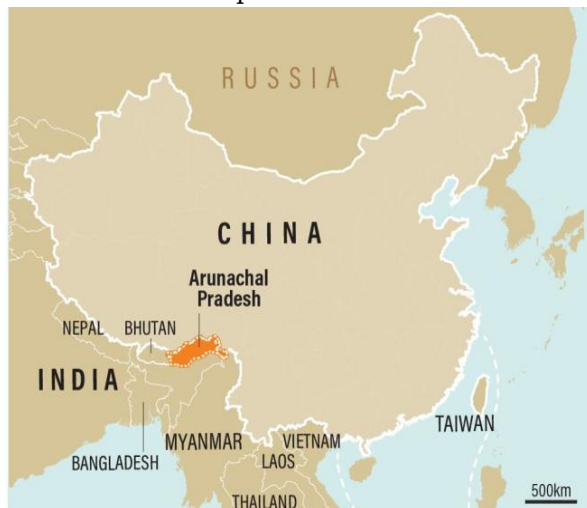 RUSSIA
CHINA
Arunachal
Pradesh
NEPAL
BHUTAN
INDIA
TAIWAN
MYANMAR
VIETNAM
BANGLADESH
LAOS
THAILAND
500km